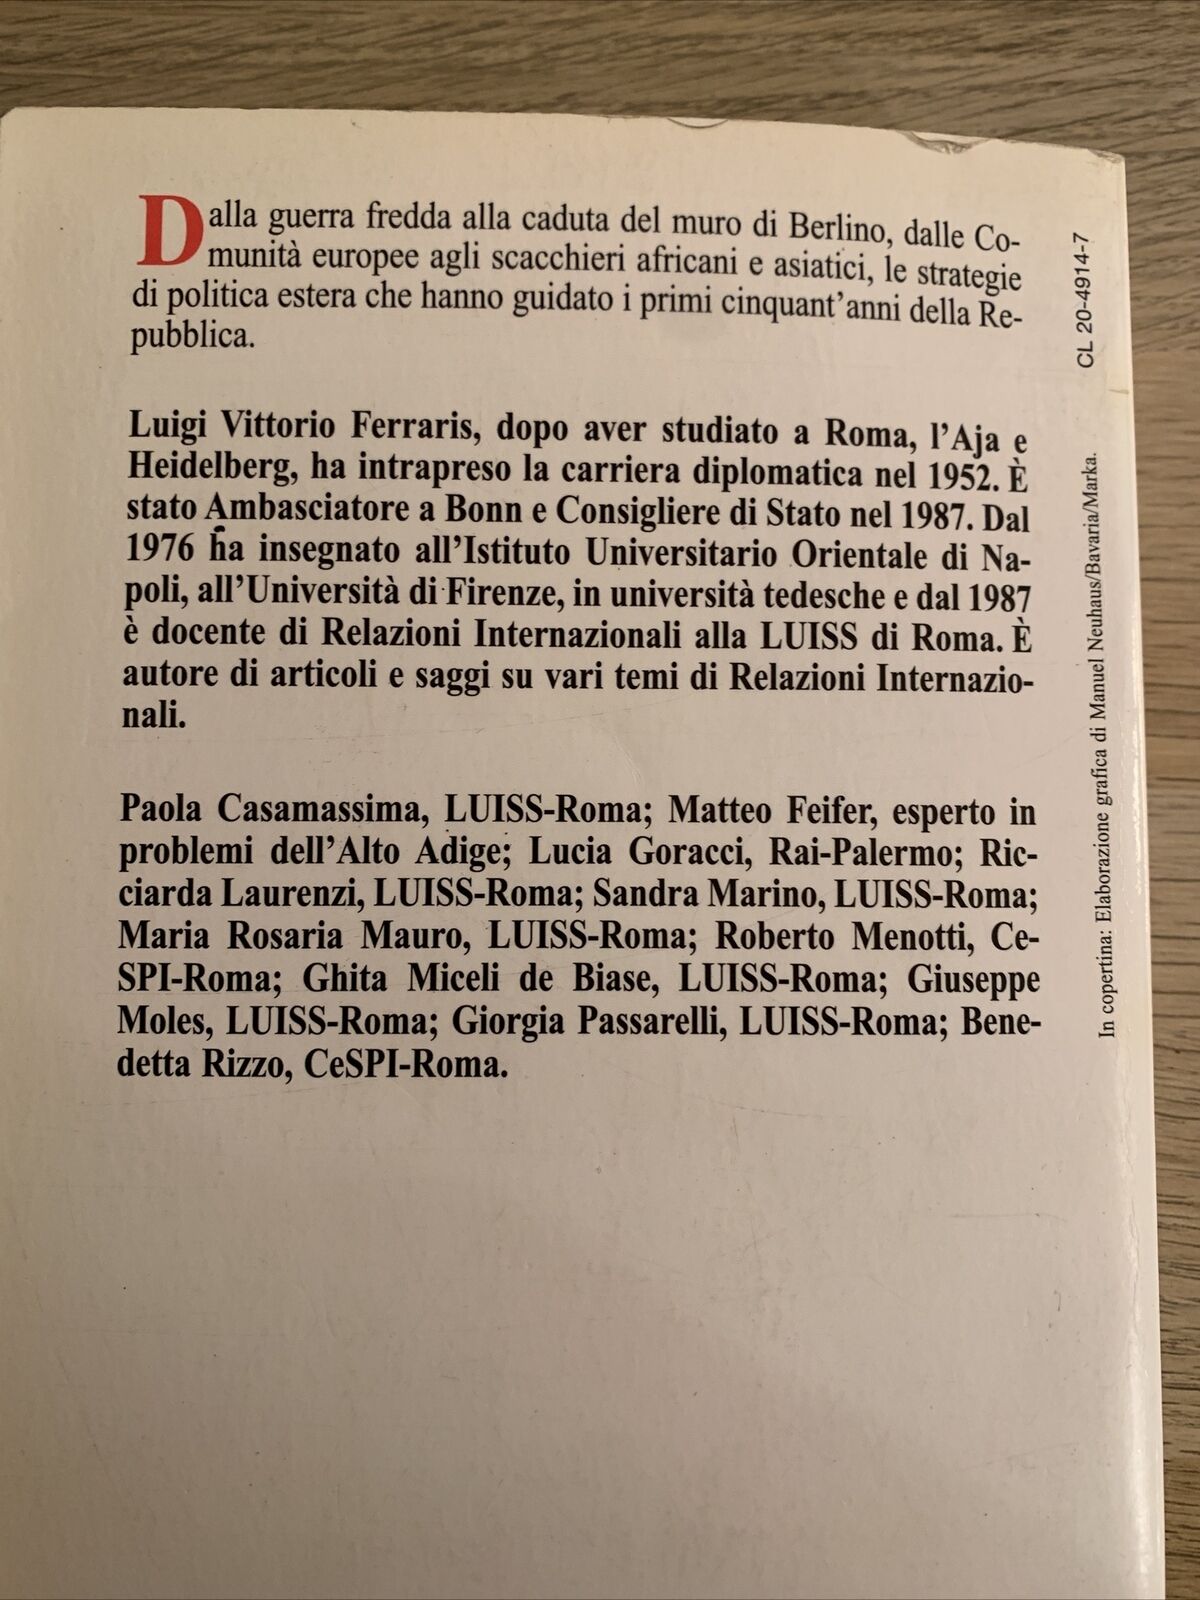 Dalla guerra fredda alla caduta del muro di Berlino, dalle Co-
munità europee agli scacchieri africani e asiatici, le strategie
di politica estera che hanno guidato i primi cinquant'anni della Re-
pubblica.
Luigi Vittorio Ferraris, dopo aver studiato a Roma, l'Aja e
Heidelberg, ha intrapreso la carriera diplomatica nel 1952. È
stato Ambasciatore a Bonn e Consigliere di Stato nel 1987. Dal
1976 ha insegnato all'Istituto Universitario Orientale di Na-
poli, all'Università di Firenze, in università tedesche e dal 1987
è docente di Relazioni Internazionali alla LUISS di Roma. È
autore di articoli e saggi su vari temi di Relazioni Internazio-
nali.
Paola Casamassima, LUISS-Roma; Matteo Feifer, esperto in
problemi dell'Alto Adige; Lucia Goracci, Rai-Palermo; Ric-
ciarda Laurenzi, LUISS-Roma; Sandra Marino, LUISS-Roma;
Maria Rosaria Mauro, LUISS-Roma; Roberto Menotti, Ce-
SPI-Roma; Ghita Miceli de Biase, LUISS-Roma; Giuseppe
Moles, LUISS-Roma; Giorgia Passarelli, LUISS-Roma; Bene-
detta Rizzo, CeSPI-Roma.
CL 20-4914-7
In copertina: Elaborazione grafica di Manuel Neuhaus/Bavaria/Marka.